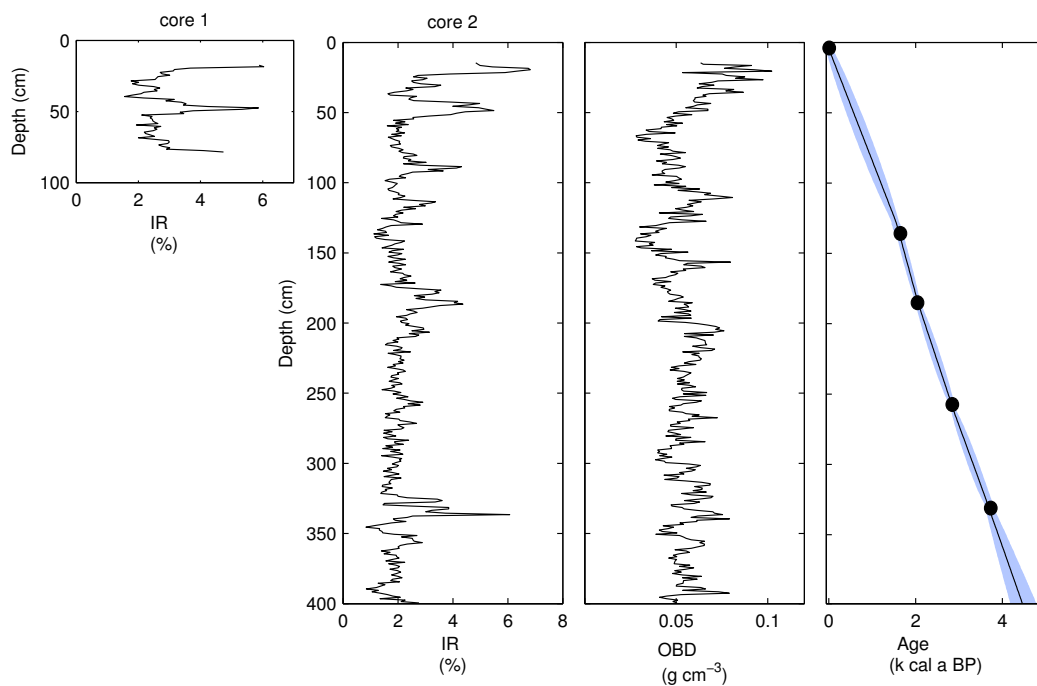 core 1
core 2
0
50
100
Depth (cm)
0 2 4 6
IR
(%)
0
50
100
150
200
250
300
350
400
Depth (cm)
0 2 4 6 8
IR
(%)
0.05 0.1
OBD
(g cm⁻³)
0 2 4
Age
(k cal a BP)